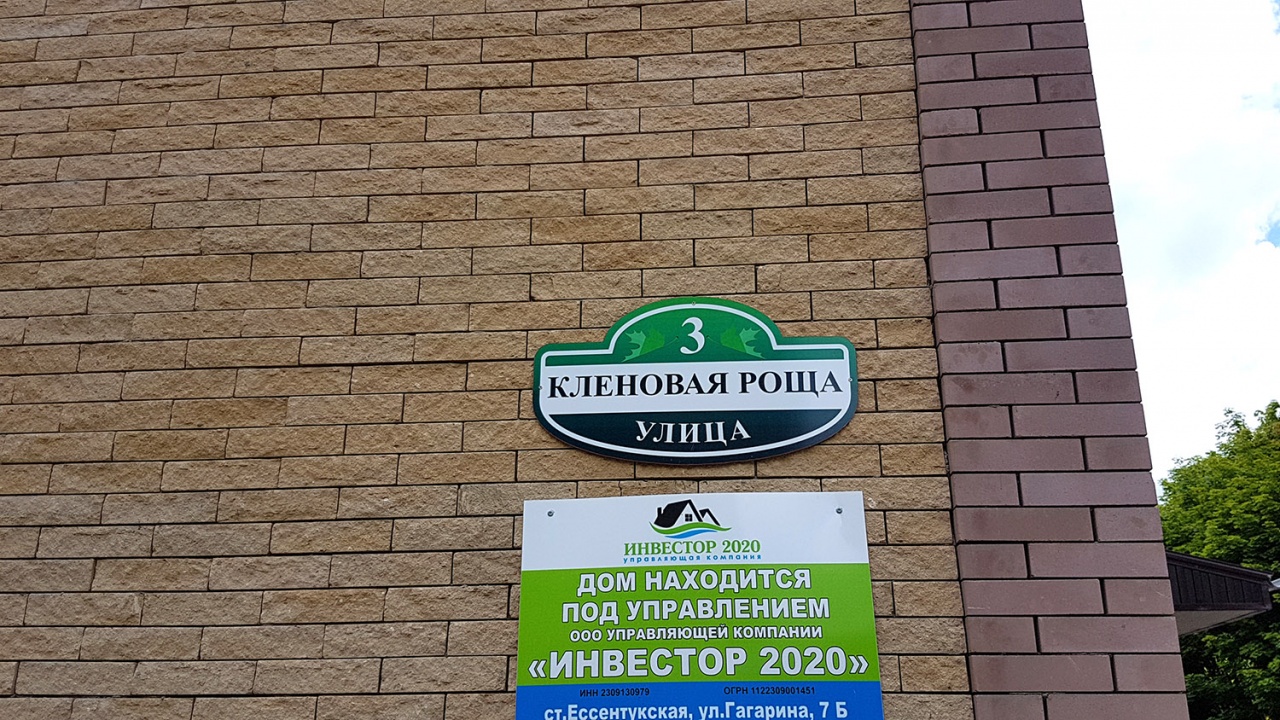 3
КЛЕНОВАЯ РОЩА
УЛИЦА
ИНВЕСТОР 2020
управляющая компания
ДОМ НАХОДИТСЯ
ПОД УПРАВЛЕНИЕМ
ООО УПРАВЛЯЮЩЕЙ КОМПАНИИ
«ИНВЕСТОР 2020»
ИНН 2309130979 ОГРН 1122309001451
ст.Ессентукская, ул.Гагарина, 7 Б